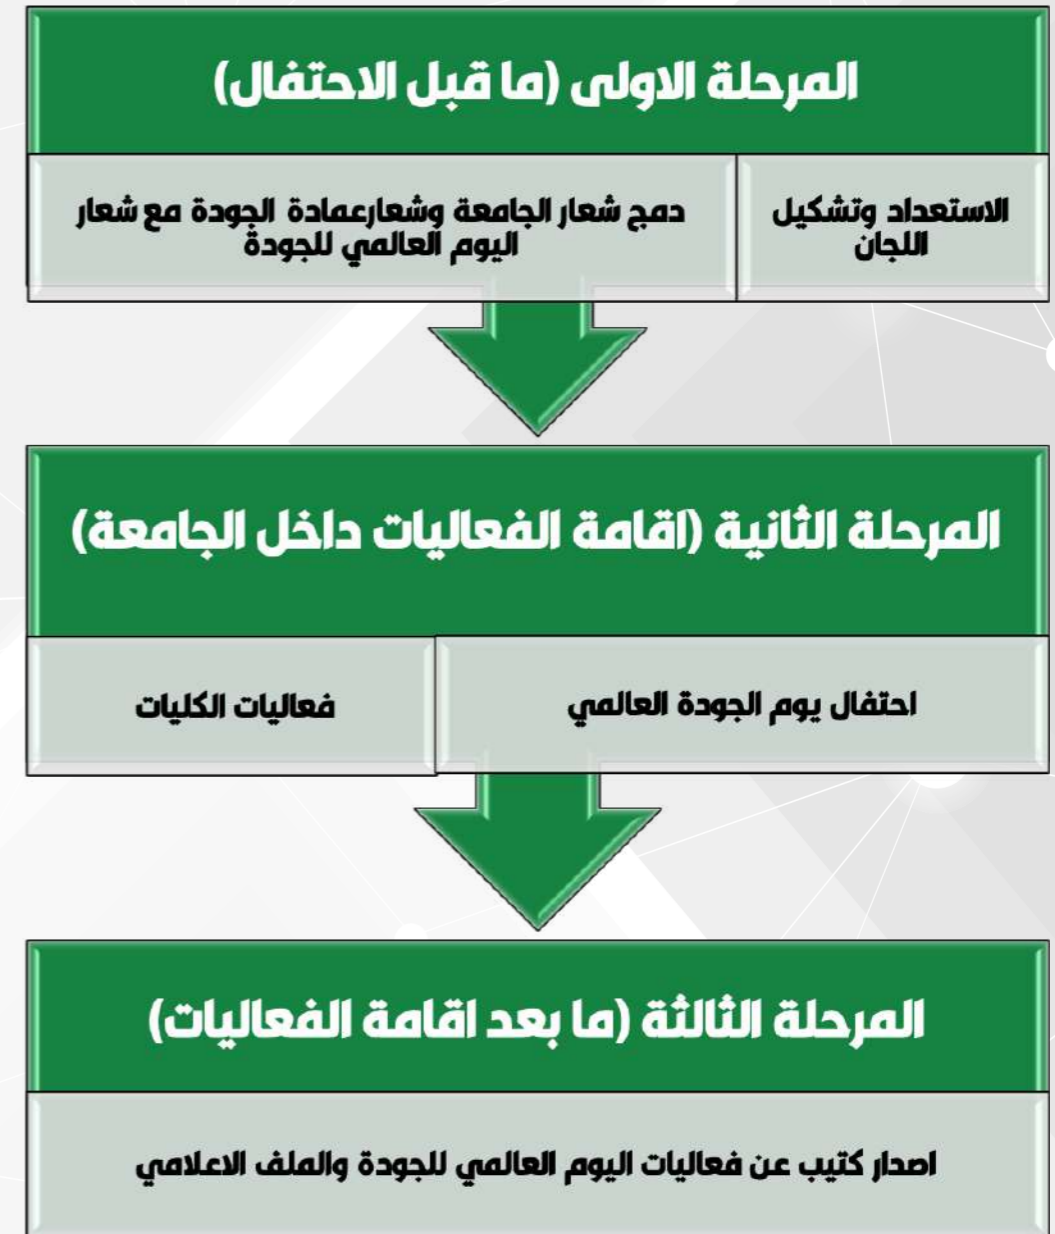 المرحلة الاولى (ما قبل الاحتفال)
الاستعداد وتشكيل
اللجان
دمج شعار الجامعة وشعارعمادة الجودة مع شعار
اليوم العالمي للجودة
المرحلة الثانية (اقامة الفعاليات داخل الجامعة)
احتفال يوم الجودة العالمي
فعاليات الكليات
المرحلة الثالثة (ما بعد اقامة الفعاليات)
اصدار كتيب عن فعاليات اليوم العالمي للجودة والملف الاعلامي